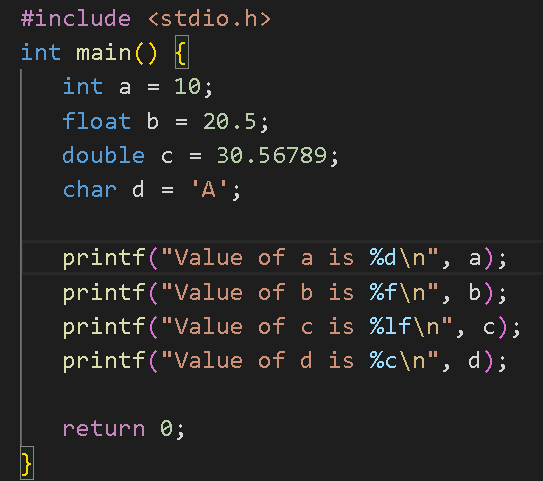 #include <stdio.h>
int main() {
int a = 10;
float b = 20.5;
double c = 30.56789;
char d = 'A';
printf("Value of a is %d\n", a);
printf("Value of b is %f\n", b);
printf("Value of c is %lf\n", c);
printf("Value of d is %c\n", d);
return 0;
}